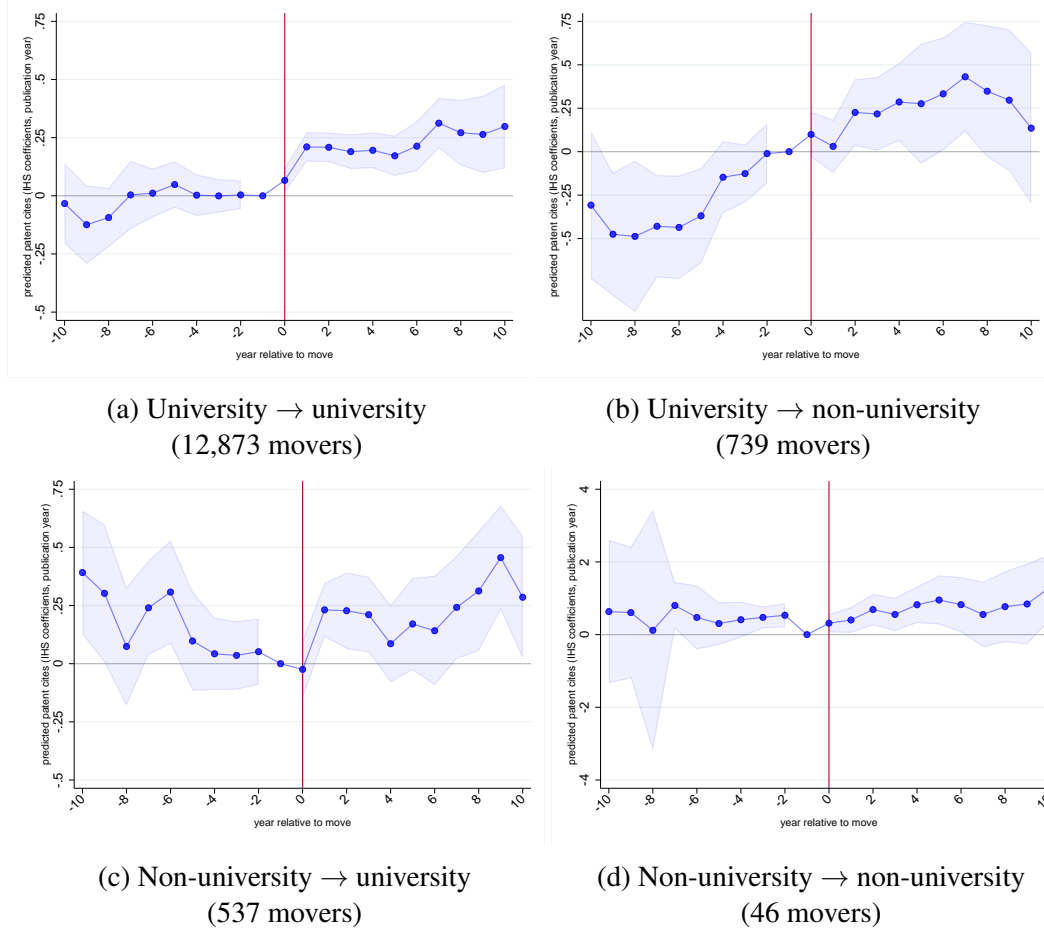 predicted patent cites (IHS coefficients, publication year)
.75
.5
.25
0
-.25
-.5
-10 -8 -6 -4 -2 0 2 4 6 8 10
year relative to move
(a) University → university
(12,873 movers)
predicted patent cites (IHS coefficients, publication year)
.75
.5
.25
0
-.25
-.5
-10 -8 -6 -4 -2 0 2 4 6 8 10
year relative to move
(b) University → non-university
(739 movers)
predicted patent cites (IHS coefficients, publication year)
.75
.5
.25
0
-.25
-.5
-10 -8 -6 -4 -2 0 2 4 6 8 10
year relative to move
(c) Non-university → university
(537 movers)
predicted patent cites (IHS coefficients, publication year)
4
2
0
-2
-4
-10 -8 -6 -4 -2 0 2 4 6 8 10
year relative to move
(d) Non-university → non-university
(46 movers)